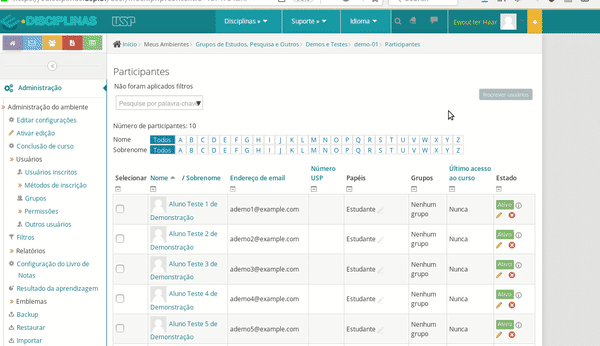 e-DISCIPLINAS USP
Disciplinas »
Suporte »
Idioma »
Ewout ter Haar
Início › Meus Ambientes › Grupos de Estudos, Pesquisa e Outros › Demos e Testes › demo-01 › Participantes
Administração
Administração do ambiente
Editar configurações
Ativar edição
Conclusão de curso
Usuários
Usuários inscritos
Métodos de inscrição
Grupos
Permissões
Outros usuários
Filtros
Relatórios
Configuração do Livro de Notas
Resultado da aprendizagem
Emblemas
Backup
Restaurar
Importar
Participantes
Não foram aplicados filtros
Pesquise por palavra-chave
Inscrever usuários
Número de participantes: 10
Nome Todos A B C D E F G H I J K L M N O P Q R S T U V W X Y Z
Sobrenome Todos A B C D E F G H I J K L M N O P Q R S T U V W X Y Z
Selecionar Nome / Sobrenome Endereço de email Número USP Papéis Grupos Último acesso ao curso Estado
Aluno Teste 1 de Demonstração ademo1@example.com Estudante Nenhum grupo Nunca Ativo
Aluno Teste 2 de Demonstração ademo2@example.com Estudante Nenhum grupo Nunca Ativo
Aluno Teste 3 de Demonstração ademo3@example.com Estudante Nenhum grupo Nunca Ativo
Aluno Teste 4 de Demonstração ademo4@example.com Estudante Nenhum grupo Nunca Ativo
Aluno Teste 5 de Demonstração ademo5@example.com Estudante Nenhum grupo Nunca Ativo